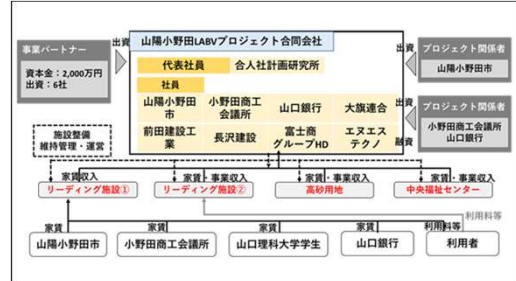 山陽小野田LABVプロジェクト合同会社
事業パートナー
資本金：2,000万円
出資：6社
出資
代表社員
合人社計画研究所
社員
山陽小野田市
小野田商工会議所
山口銀行
大旗連合
前田建設工業
長沢建設
富士商グループHD
エヌエステクノ
出資
プロジェクト関係者
山陽小野田市
出資
融資
プロジェクト関係者
小野田商工会議所
山口銀行
施設整備
維持管理・運営
家賃収入
家賃・事業収入
家賃・事業収入
家賃・事業収入
リーディング施設①
リーディング施設②
高砂用地
中央福祉センター
利用料等
家賃
家賃
家賃
家賃
利用料等
山陽小野田市
小野田商工会議所
山口理科大学学生
山口銀行
利用者